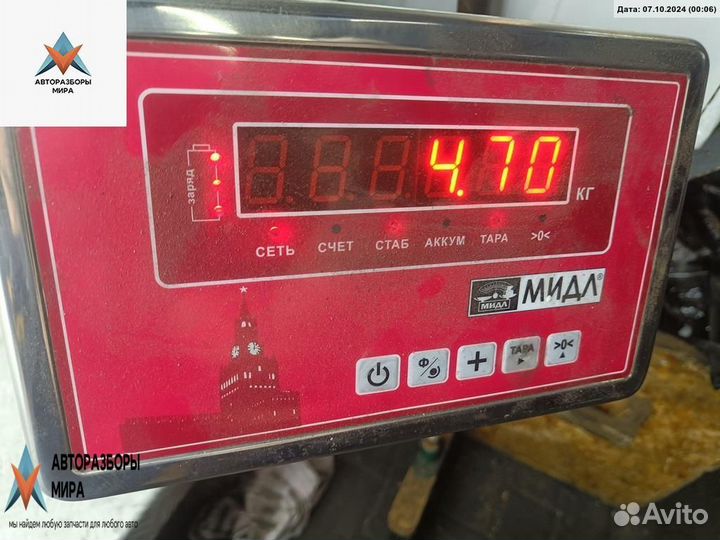 Дата: 07.10.2024 (00:06)
АВТОРАЗБОРЫ
МИРА
заряд
4.70
КГ
СЕТЬ СЧЕТ СТАБ АККУМ ТАРА >0<
МИДЛ МИДЛ®
Ф + ТАРА >0<
АВТОРАЗБОРЫ
МИРА
мы найдем любую запчасти для любого авто
Avito